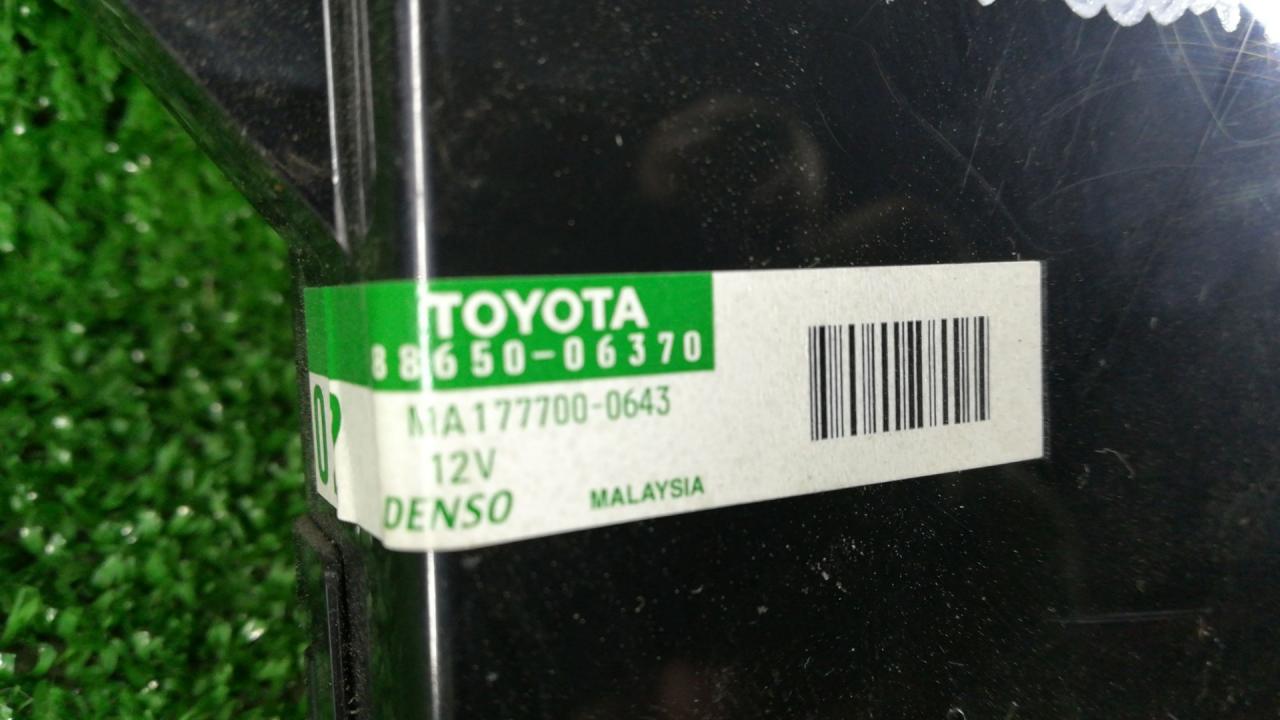 TOYOTA
88650-06370
MA177700-0643
12V
DENSO MALAYSIA